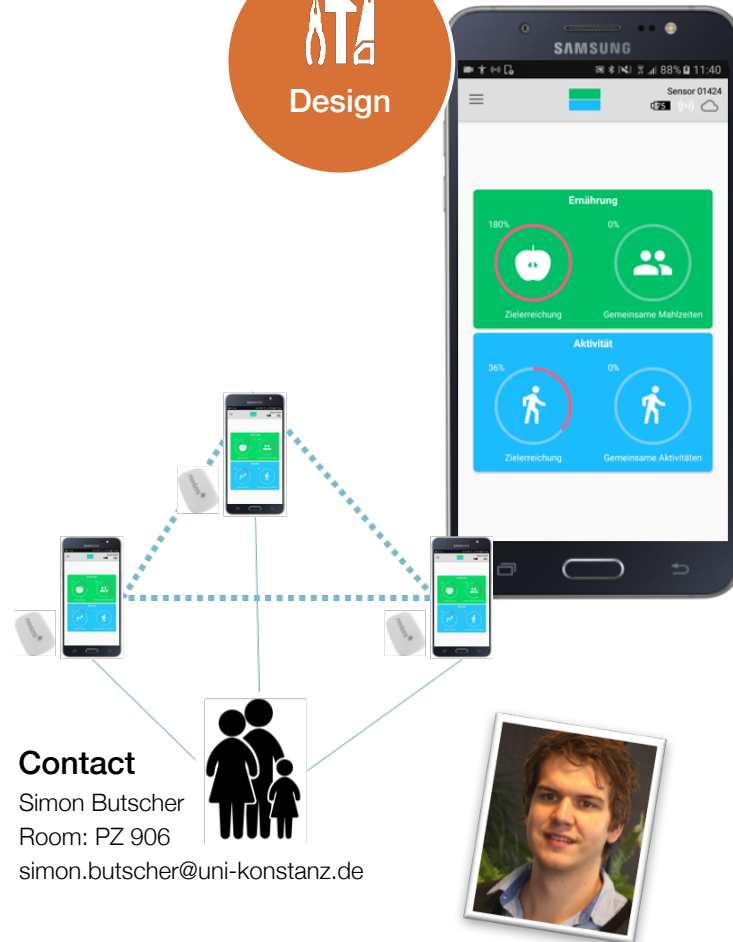 Design
SAMSUNG
88% 11:40
Sensor 01424
Ernährung
180%
0%
Zielerreichung
Gemeinsame Mahlzeiten
Aktivität
36%
0%
Zielerreichung
Gemeinsame Aktivitäten
Contact
Simon Butscher
Room: PZ 906
simon.butscher@uni-konstanz.de